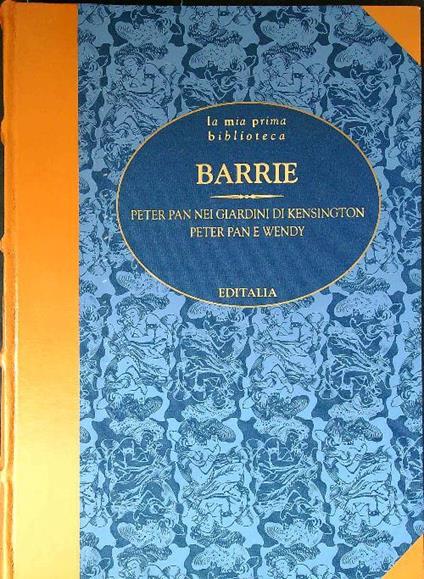 la mia prima
biblioteca
BARRIE
PETER PAN NEI GIARDINI DI KENSINGTON
PETER PAN E WENDY
EDITALIA